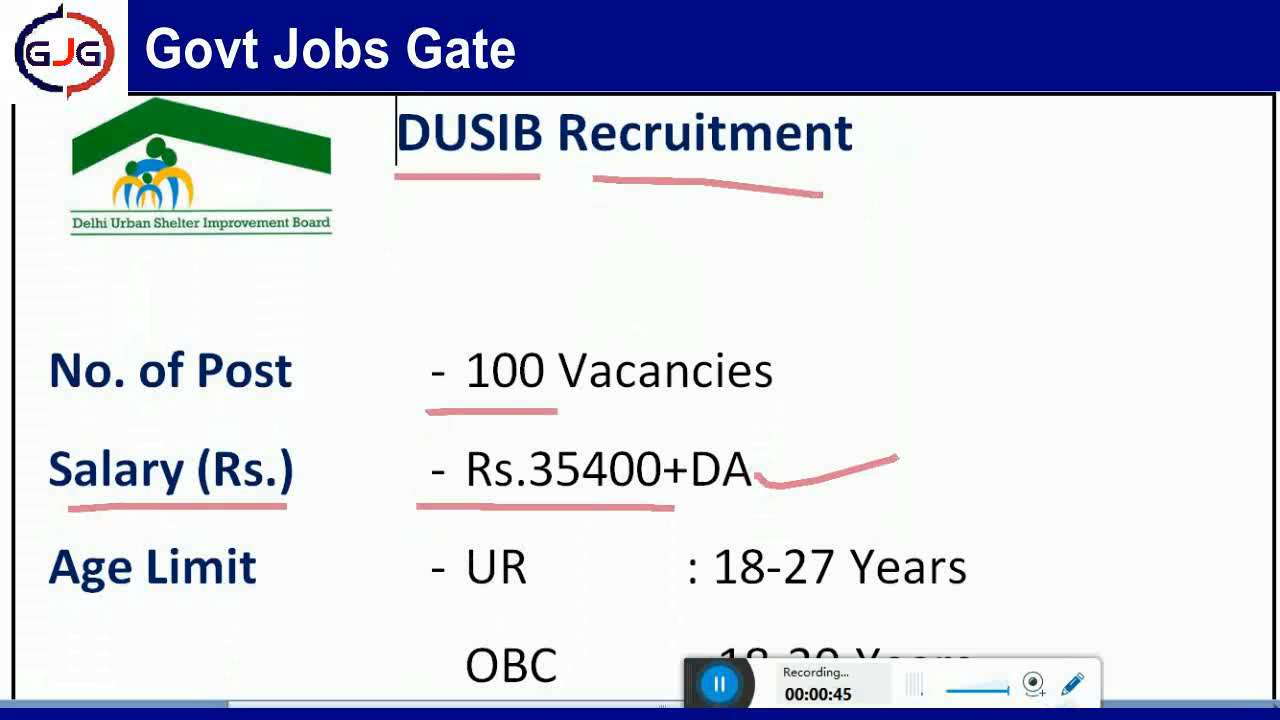 GJG Govt Jobs Gate
DUSIB Recruitment
Delhi Urban Shelter Improvement Board
No. of Post - 100 Vacancies
Salary (Rs.) - Rs.35400+DA
Age Limit - UR : 18-27 Years
OBC
Recording...
00:00:45